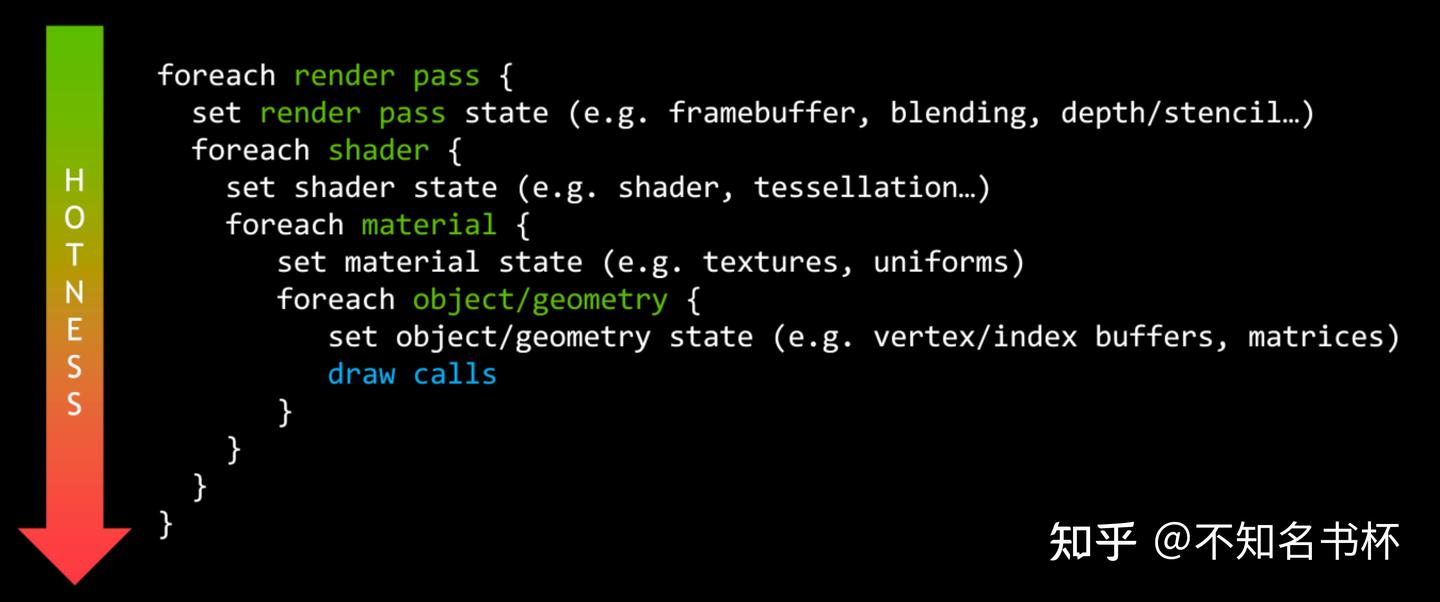 HOTNESS
foreach render pass {
set render pass state (e.g. framebuffer, blending, depth/stencil…)
foreach shader {
set shader state (e.g. shader, tessellation…)
foreach material {
set material state (e.g. textures, uniforms)
foreach object/geometry {
set object/geometry state (e.g. vertex/index buffers, matrices)
draw calls
}
}
}
}
知乎 @不知名书杯